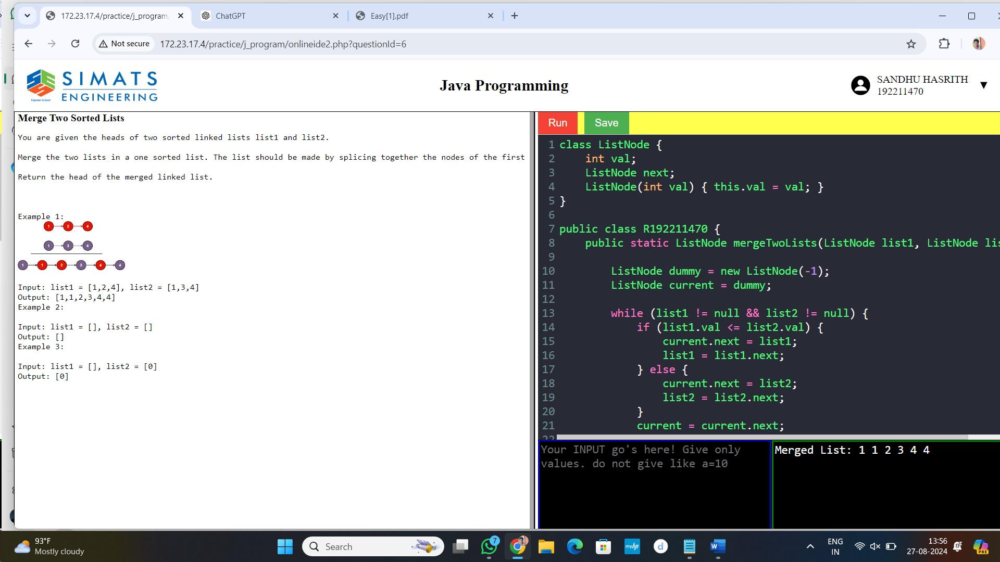 172.23.17.4/practice/j_program
ChatGPT
Easy[1].pdf
Not secure
172.23.17.4/practice/j_program/onlineide2.php?questionId=6
SIMATS
ENGINEERING
Engineer to Excel
Java Programming
SANDHU HASRITH
192211470
Merge Two Sorted Lists
You are given the heads of two sorted linked lists list1 and list2.
Merge the two lists in a one sorted list. The list should be made by splicing together the nodes of the first
Return the head of the merged linked list.
Example 1:
1 2 4
1 3 4
1 1 2 3 4 4
Input: list1 = [1,2,4], list2 = [1,3,4]
Output: [1,1,2,3,4,4]
Example 2:
Input: list1 = [], list2 = []
Output: []
Example 3:
Input: list1 = [], list2 = [0]
Output: [0]
Run
Save
1 class ListNode {
2 int val;
3 ListNode next;
4 ListNode(int val) { this.val = val; }
5 }
6
7 public class R192211470 {
8 public static ListNode mergeTwoLists(ListNode list1, ListNode lis
9
10 ListNode dummy = new ListNode(-1);
11 ListNode current = dummy;
12
13 while (list1 != null && list2 != null) {
14 if (list1.val <= list2.val) {
15 current.next = list1;
16 list1 = list1.next;
17 } else {
18 current.next = list2;
19 list2 = list2.next;
20 }
21 current = current.next;
22
Your INPUT go's here! Give only
values. do not give like a=10
Merged List: 1 1 2 3 4 4
93°F
Mostly cloudy
Search
7
myhp
d
W
ENG
IN
13:56
27-08-2024
PRE